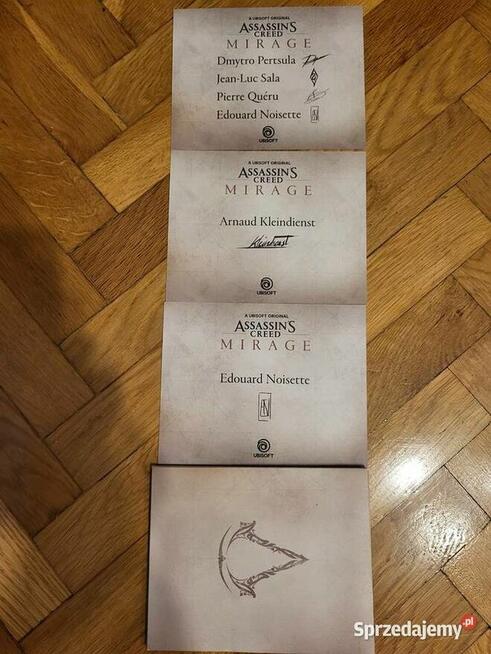 A UBISOFT ORIGINAL
ASSASSIN'S
CREED
MIRAGE
Dmytro Pertsula
Jean-Luc Sala
Pierre Quéru
Edouard Noisette
UBISOFT
A UBISOFT ORIGINAL
ASSASSIN'S
CREED
MIRAGE
Arnaud Kleindienst
UBISOFT
A UBISOFT ORIGINAL
ASSASSIN'S
CREED
MIRAGE
Edouard Noisette
EN
UBISOFT
Sprzedajemy.pl